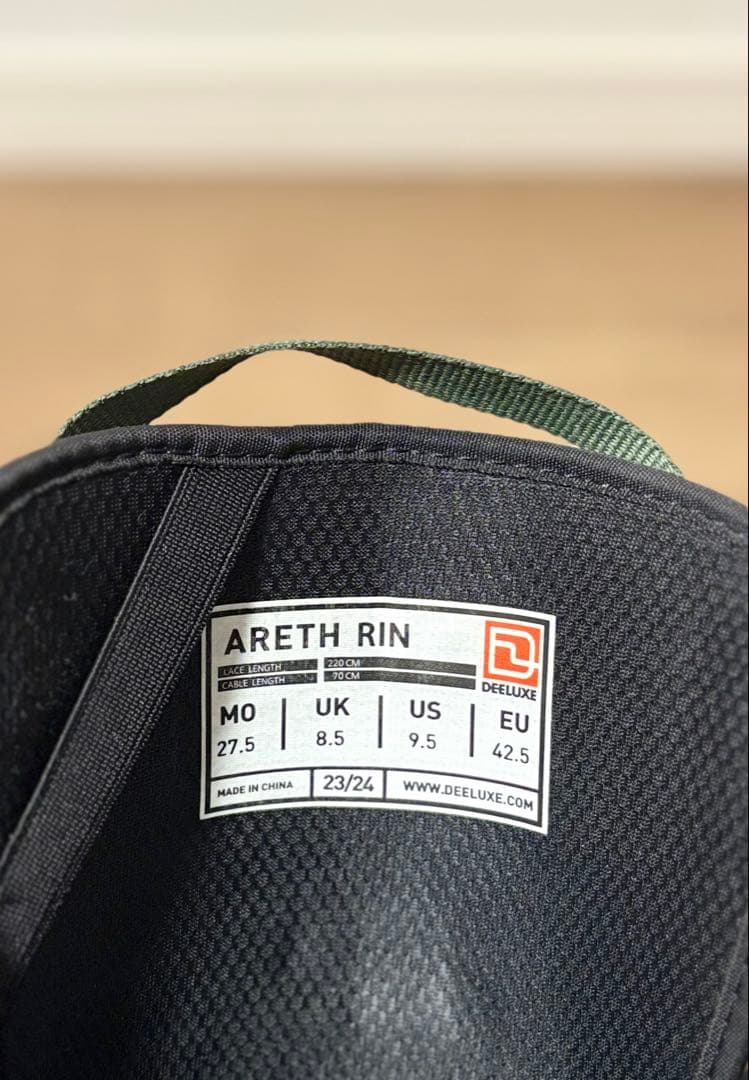 ARETH RIN
LACE LENGTH 220 CM
CABLE LENGTH 70 CM
DEELUXE
MO | UK | US | EU
27.5 8.5 9.5 42.5
MADE IN CHINA 23/24 WWW.DEELUXE.COM